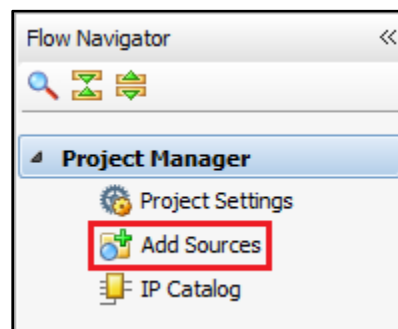 Flow Navigator
Project Manager
Project Settings
Add Sources
IP Catalog